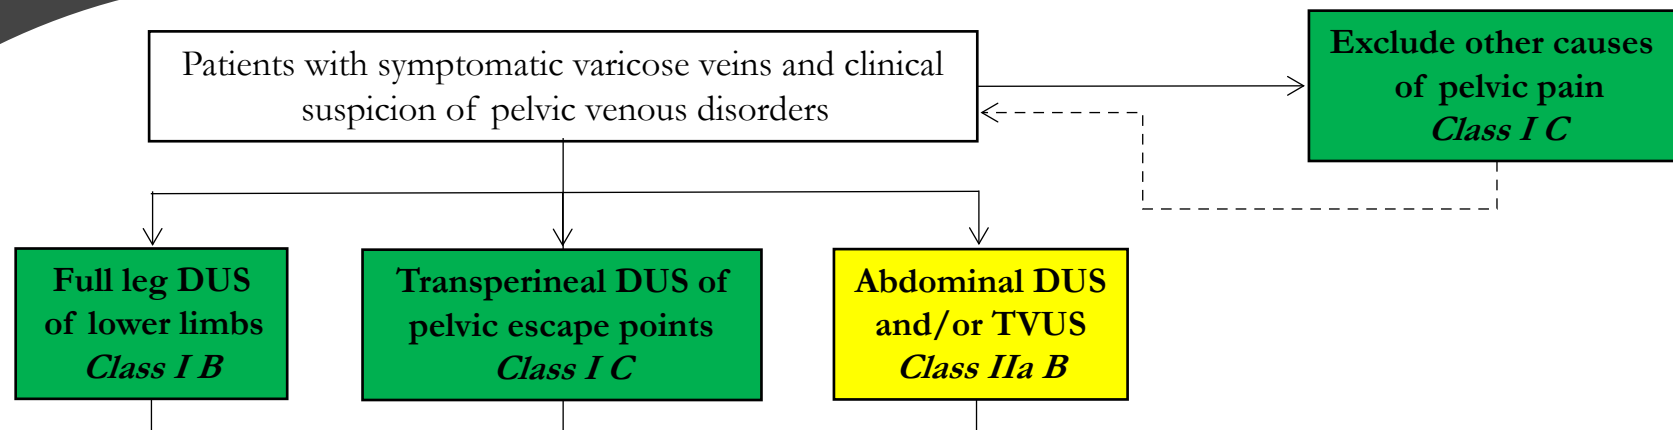 Patients with symptomatic varicose veins and clinical
suspicion of pelvic venous disorders
Exclude other causes
of pelvic pain
Class I C
Full leg DUS
of lower limbs
Class I B
Transperineal DUS of
pelvic escape points
Class I C
Abdominal DUS
and/or TVUS
Class IIa B